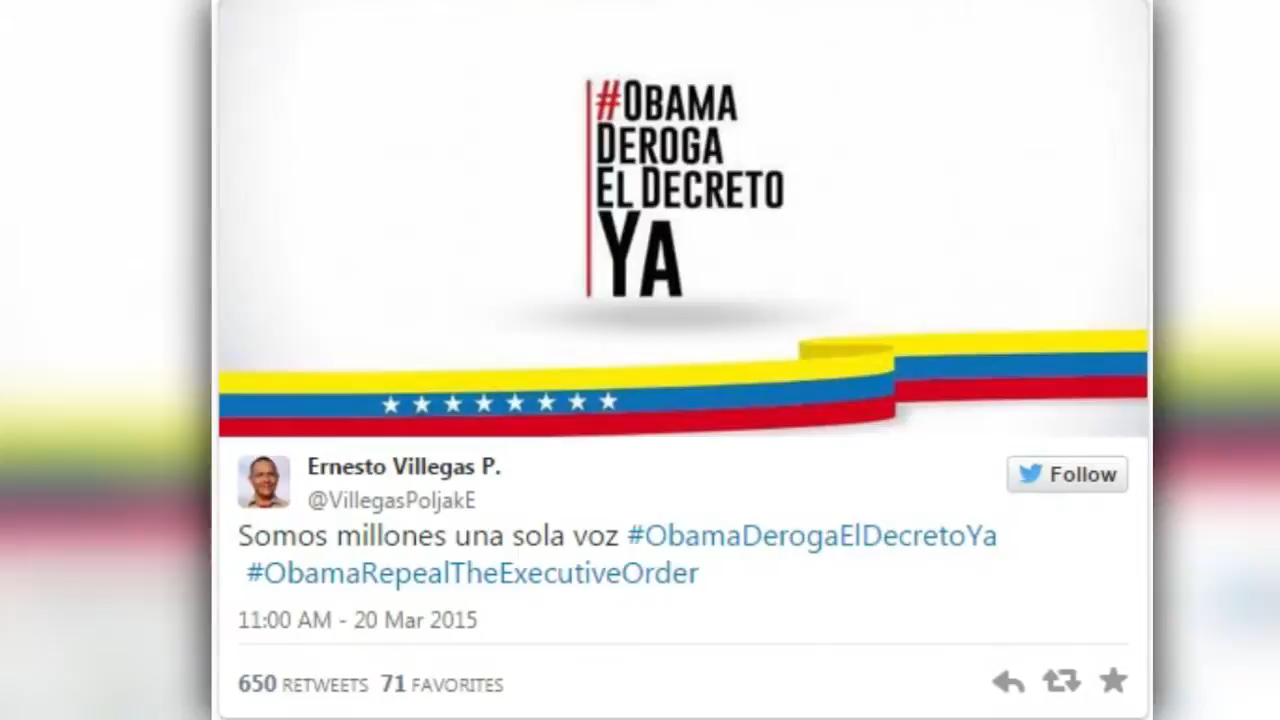 #OBAMA
DEROGA
EL DECRETO
YA
Ernesto Villegas P.
Follow
@VillegasPoljakE
Somos millones una sola voz #ObamaDerogaElDecretoYa
#ObamaRepealTheExecutiveOrder
11:00 AM - 20 Mar 2015
650 RETWEETS 71 FAVORITES